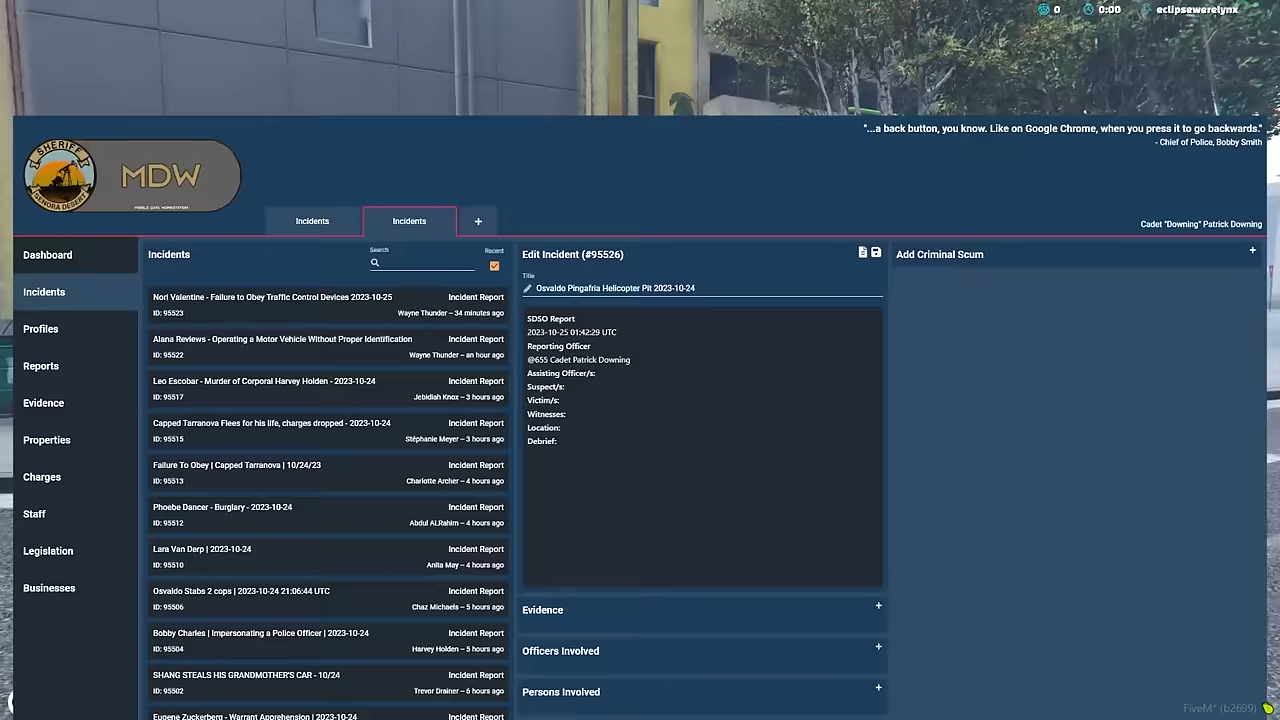 0
0:00
eclipsewerelynx
"...a back button, you know. Like on Google Chrome, when you press it to go backwards."
- Chief of Police, Bobby Smith
SHERIFF
SENORA DESERT
MDW
MOBILE DATA WORKSTATION
Incidents
Incidents
+
Cadet "Downing" Patrick Downing
Dashboard
Incidents
Profiles
Reports
Evidence
Properties
Charges
Staff
Legislation
Businesses
Incidents
Search
Recent
Nori Valentine - Failure to Obey Traffic Control Devices 2023-10-25
Incident Report
ID: 95523
Wayne Thunder – 34 minutes ago
Alana Reviews - Operating a Motor Vehicle Without Proper Identification
Incident Report
ID: 95522
Wayne Thunder – an hour ago
Leo Escobar - Murder of Corporal Harvey Holden - 2023-10-24
Incident Report
ID: 95517
Jebidiah Knox – 3 hours ago
Capped Tarranova Flees for his life, charges dropped - 2023-10-24
Incident Report
ID: 95515
Stéphanie Meyer – 3 hours ago
Failure To Obey | Capped Tarranova | 10/24/23
Incident Report
ID: 95513
Charlotte Archer – 4 hours ago
Phoebe Dancer - Burglary - 2023-10-24
Incident Report
ID: 95512
Abdul ALRahim – 4 hours ago
Lara Van Derp | 2023-10-24
Incident Report
ID: 95510
Anita May – 4 hours ago
Osvaldo Stabs 2 cops | 2023-10-24 21:06:44 UTC
Incident Report
ID: 95506
Chaz Michaels – 5 hours ago
Bobby Charles | Impersonating a Police Officer | 2023-10-24
Incident Report
ID: 95504
Harvey Holden – 5 hours ago
SHANG STEALS HIS GRANDMOTHER'S CAR - 10/24
Incident Report
ID: 95502
Trevor Drainer – 6 hours ago
Eugene Zuckerberg - Warrant Apprehension | 2023-10-24
Incident Report
Edit Incident (#95526)
Title
Osvaldo Pingafria Helicopter Pit 2023-10-24
SDSO Report
2023-10-25 01:42:29 UTC
Reporting Officer
@655 Cadet Patrick Downing
Assisting Officer/s:
Suspect/s:
Victim/s:
Witnesses:
Location:
Debrief:
Evidence
+
Officers Involved
+
Persons Involved
+
Add Criminal Scum
+
FiveM* (b2699)